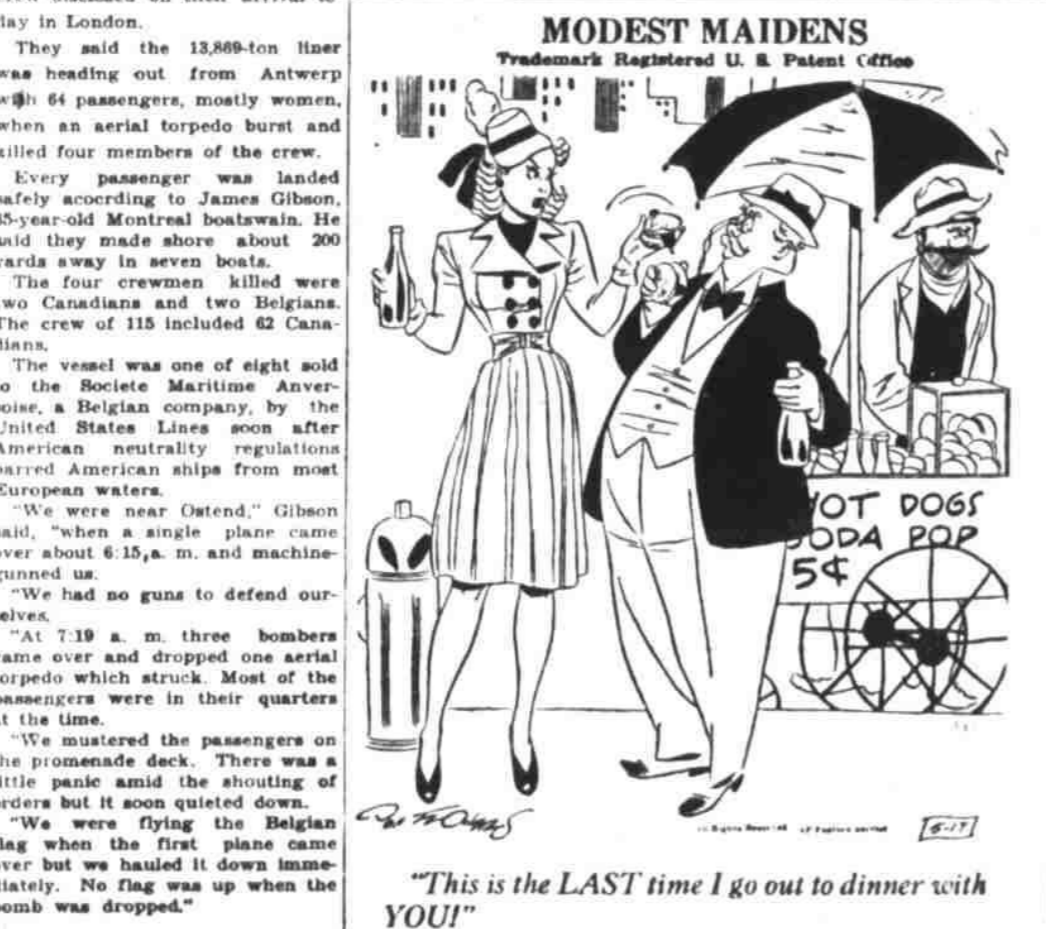 day in London.
They said the 13,869-ton liner
was heading out from Antwerp
with 64 passengers, mostly women,
when an aerial torpedo burst and
killed four members of the crew.
Every passenger was landed
safely acocrding to James Gibson,
35-year-old Montreal boatswain. He
said they made shore about 200
yards away in seven boats.
The four crewmen killed were
two Canadians and two Belgians.
The crew of 115 included 62 Cana-
dians.
The vessel was one of eight sold
to the Societe Maritime Anver-
soise, a Belgian company, by the
United States Lines soon after
American neutrality regulations
barred American ships from most
European waters.
"We were near Ostend," Gibson
said, "when a single plane came
over about 6:15,a. m. and machine-
gunned us.
"We had no guns to defend our-
selves.
"At 7:19 a. m. three bombers
came over and dropped one aerial
torpedo which struck. Most of the
passengers were in their quarters
at the time.
"We mustered the passengers on
the promenade deck. There was a
little panic amid the shouting of
orders but it soon quieted down.
"We were flying the Belgian
flag when the first plane came
over but we hauled it down imme-
diately. No flag was up when the
bomb was dropped."
MODEST MAIDENS
Trademark Registered U. S. Patent Office
HOT DOGS
SODA POP
5¢
5-17
"This is the LAST time I go out to dinner with
YOU!"